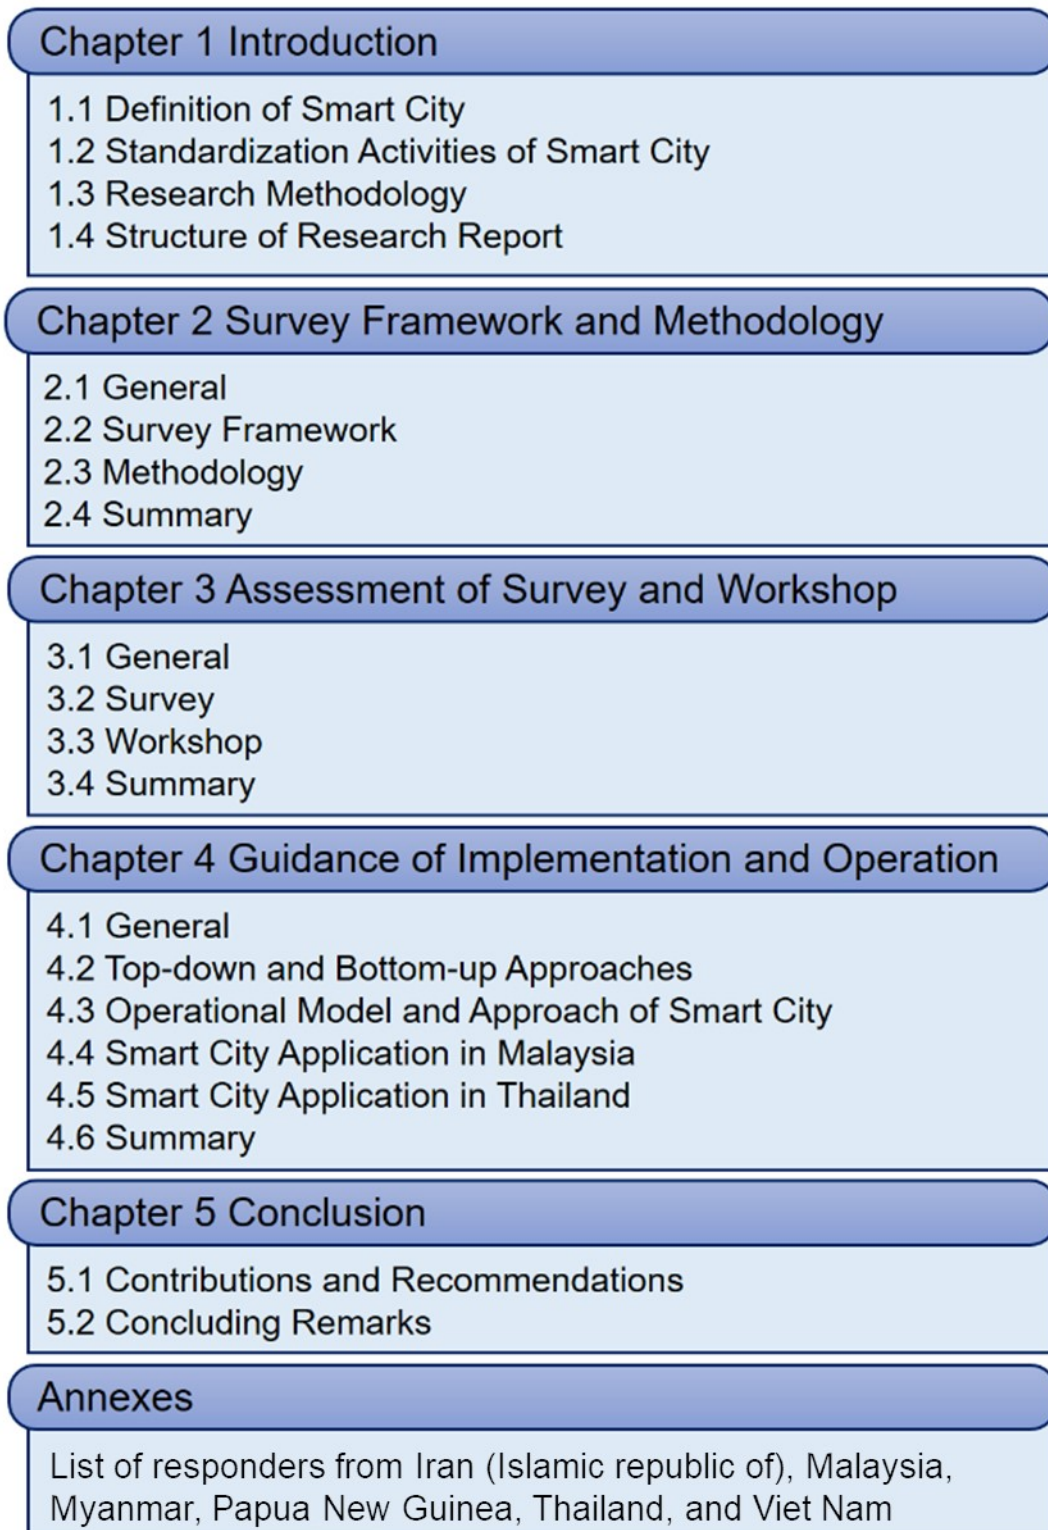 Chapter 1 Introduction
1.1 Definition of Smart City
1.2 Standardization Activities of Smart City
1.3 Research Methodology
1.4 Structure of Research Report
Chapter 2 Survey Framework and Methodology
2.1 General
2.2 Survey Framework
2.3 Methodology
2.4 Summary
Chapter 3 Assessment of Survey and Workshop
3.1 General
3.2 Survey
3.3 Workshop
3.4 Summary
Chapter 4 Guidance of Implementation and Operation
4.1 General
4.2 Top-down and Bottom-up Approaches
4.3 Operational Model and Approach of Smart City
4.4 Smart City Application in Malaysia
4.5 Smart City Application in Thailand
4.6 Summary
Chapter 5 Conclusion
5.1 Contributions and Recommendations
5.2 Concluding Remarks
Annexes
List of responders from Iran (Islamic republic of), Malaysia,
Myanmar, Papua New Guinea, Thailand, and Viet Nam